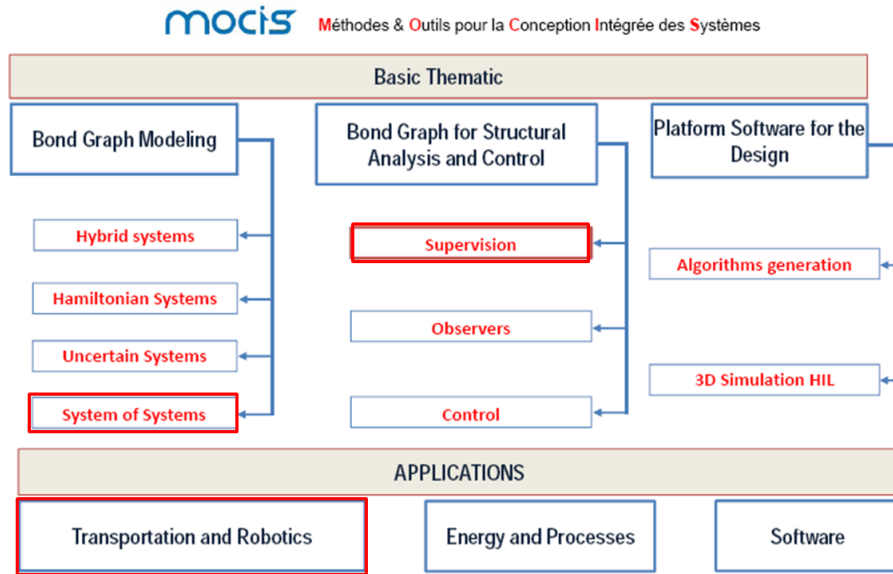 mocis Méthodes & Outils pour la Conception Intégrée des Systèmes
Basic Thematic
Bond Graph Modeling
Hybrid systems
Hamiltonian Systems
Uncertain Systems
System of Systems
Bond Graph for Structural
Analysis and Control
Supervision
Observers
Control
Platform Software for the
Design
Algorithms generation
3D Simulation HIL
APPLICATIONS
Transportation and Robotics
Energy and Processes
Software